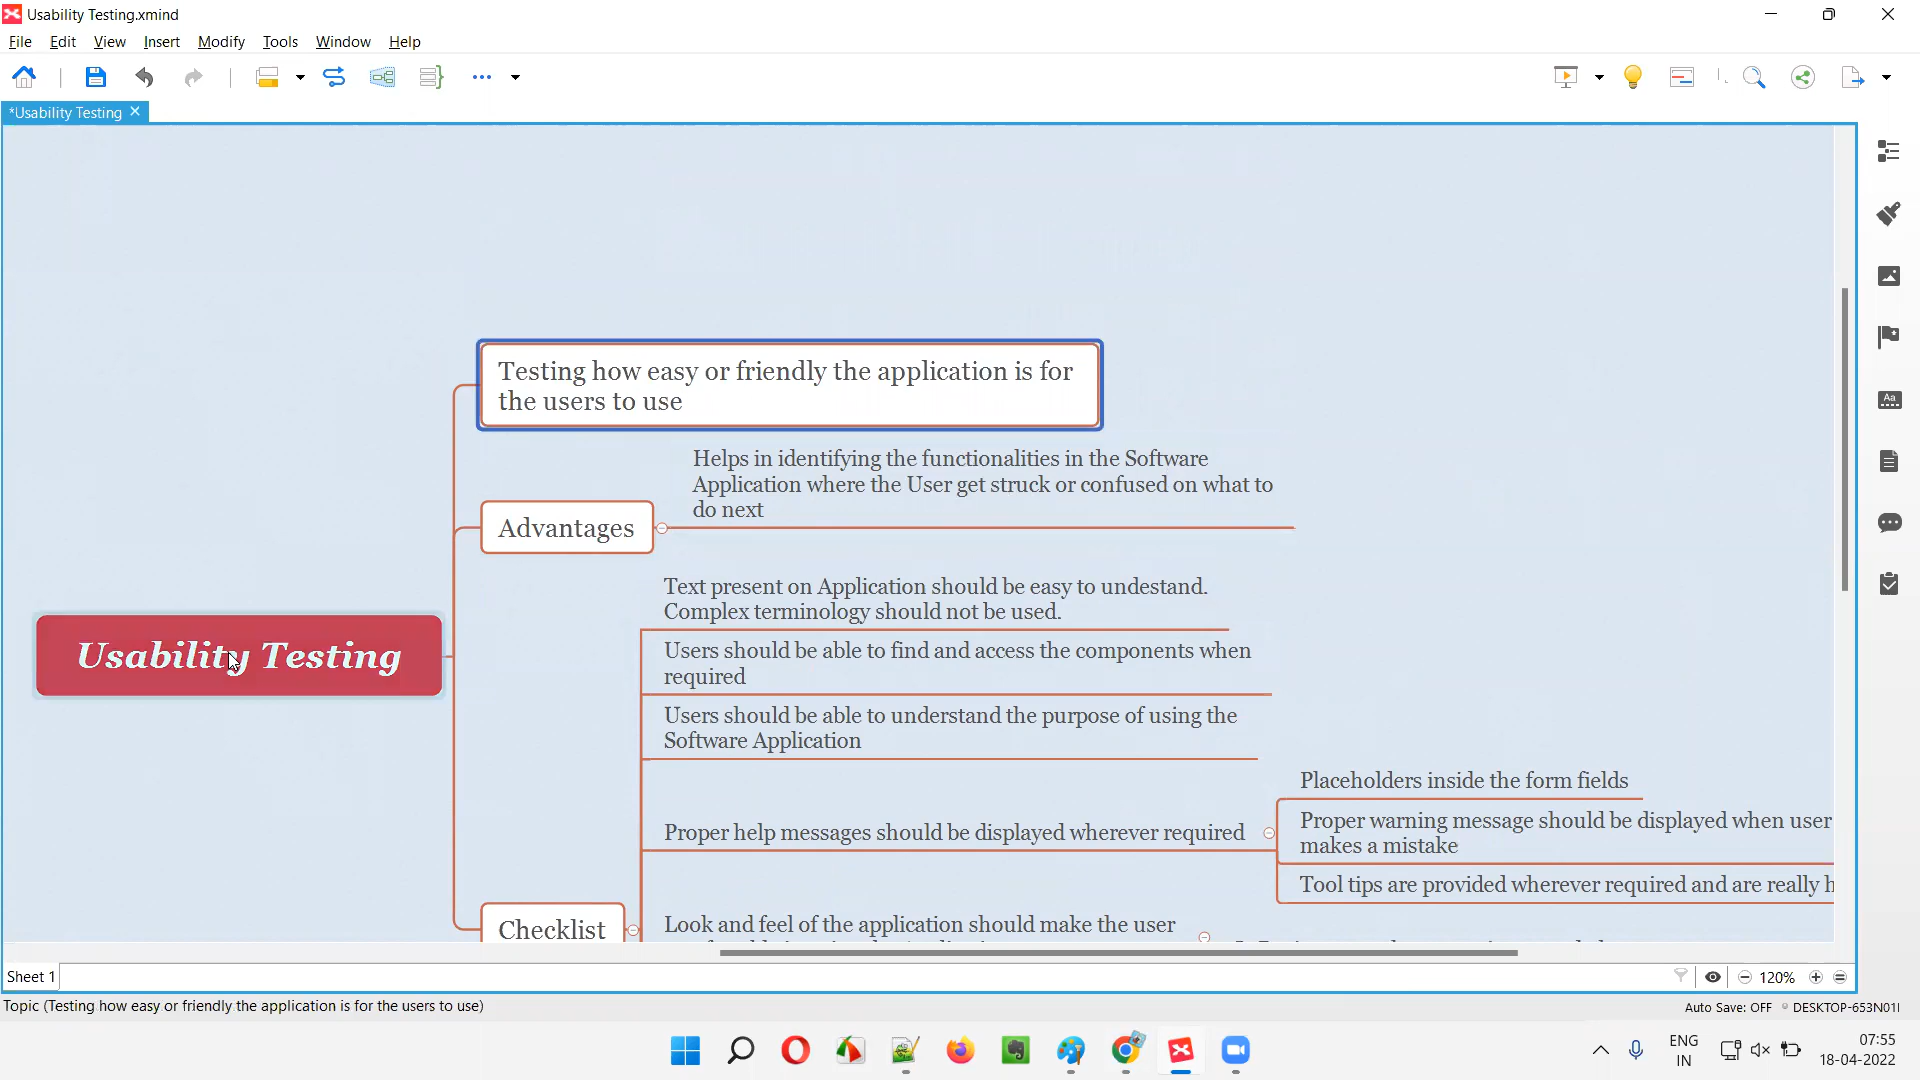 Usability Testing.xmind
File Edit View Insert Modify Tools Window Help
*Usability Testing
Testing how easy or friendly the application is for
the users to use
Helps in identifying the functionalities in the Software
Application where the User get struck or confused on what to
do next
Advantages
Text present on Application should be easy to undestand.
Complex terminology should not be used.
Usability Testing
Users should be able to find and access the components when
required
Users should be able to understand the purpose of using the
Software Application
Placeholders inside the form fields
Proper help messages should be displayed wherever required
Proper warning message should be displayed when user
makes a mistake
Tool tips are provided wherever required and are really
Checklist
Look and feel of the application should make the user
Sheet 1
120%
Topic (Testing how easy or friendly the application is for the users to use)
Auto Save: OFF
DESKTOP-653N01I
ENG
IN
07:55
18-04-2022
Aa